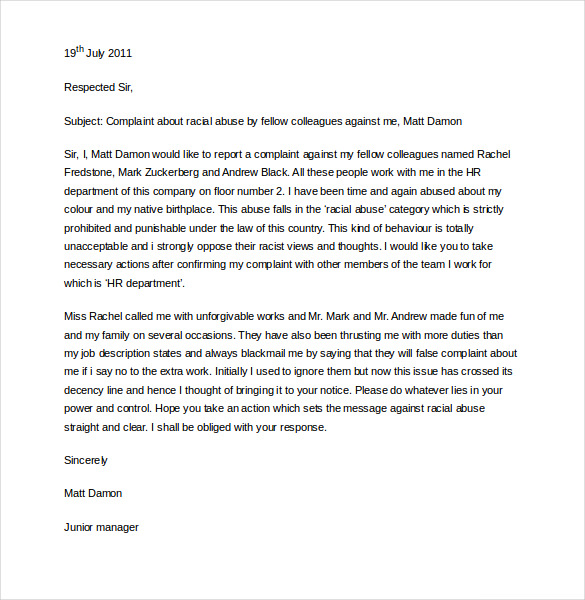 19th July 2011
Respected Sir,
Subject: Complaint about racial abuse by fellow colleagues against me, Matt Damon
Sir, I, Matt Damon would like to report a complaint against my fellow colleagues named Rachel
Fredstone, Mark Zuckerberg and Andrew Black. All these people work with me in the HR
department of this company on floor number 2. I have been time and again abused about my
colour and my native birthplace. This abuse falls in the ‘racial abuse’ category which is strictly
prohibited and punishable under the law of this country. This kind of behaviour is totally
unacceptable and i strongly oppose their racist views and thoughts. I would like you to take
necessary actions after confirming my complaint with other members of the team I work for
which is ‘HR department’.
Miss Rachel called me with unforgivable works and Mr. Mark and Mr. Andrew made fun of me
and my family on several occasions. They have also been thrusting me with more duties than
my job description states and always blackmail me by saying that they will false complaint about
me if i say no to the extra work. Initially I used to ignore them but now this issue has crossed its
decency line and hence I thought of bringing it to your notice. Please do whatever lies in your
power and control. Hope you take an action which sets the message against racial abuse
straight and clear. I shall be obliged with your response.
Sincerely
Matt Damon
Junior manager